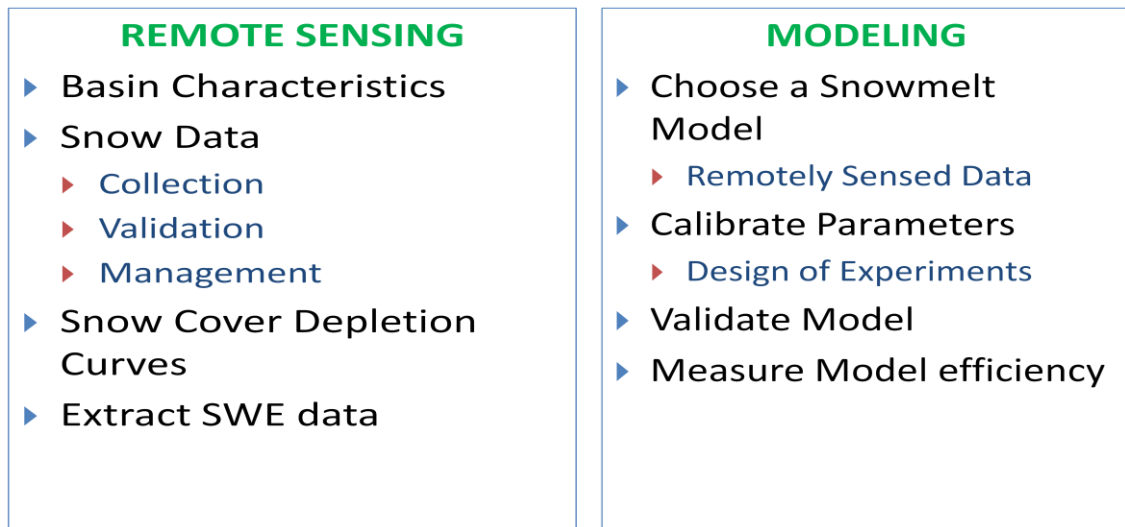 REMOTE SENSING
Basin Characteristics
Snow Data
Collection
Validation
Management
Snow Cover Depletion
Curves
Extract SWE data
MODELING
Choose a Snowmelt
Model
Remotely Sensed Data
Calibrate Parameters
Design of Experiments
Validate Model
Measure Model efficiency